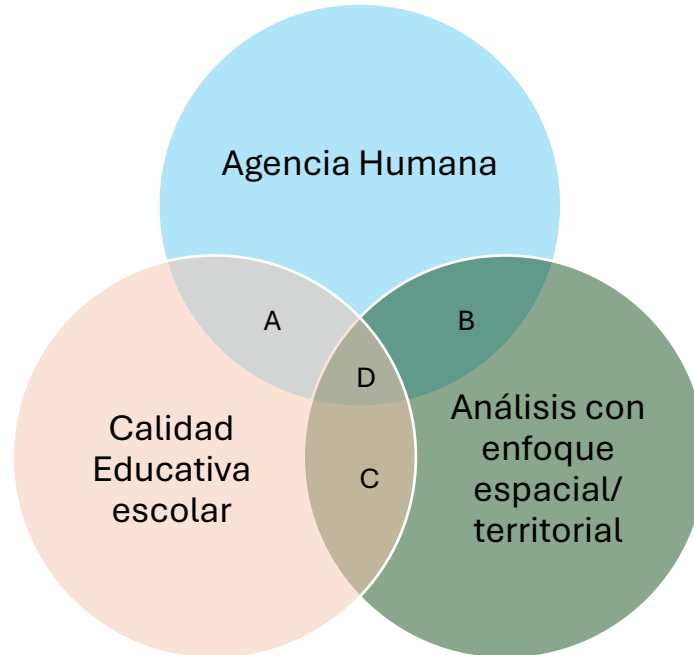 Agencia Humana
A
B
D
Calidad
Educativa
escolar
C
Análisis con
enfoque
espacial/
territorial